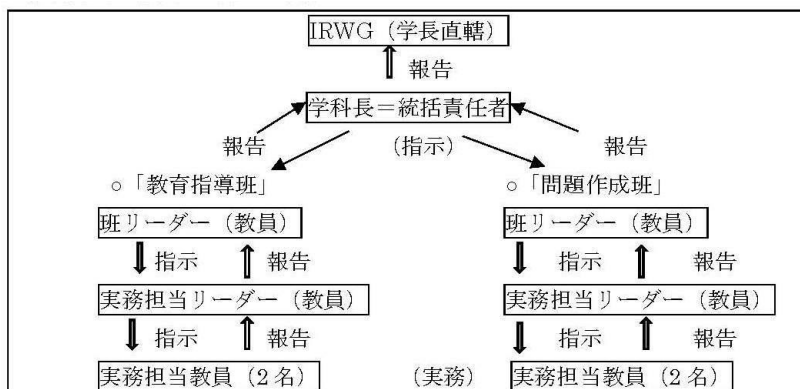 IRWG（学長直轄）
報告
学科長＝統括責任者
報告 （指示） 報告
○「教育指導班」 ○「問題作成班」
班リーダー（教員） 班リーダー（教員）
指示 報告 指示 報告
実務担当リーダー（教員） 実務担当リーダー（教員）
指示 報告 指示 報告
実務担当教員（2名） （実務） 実務担当教員（2名）